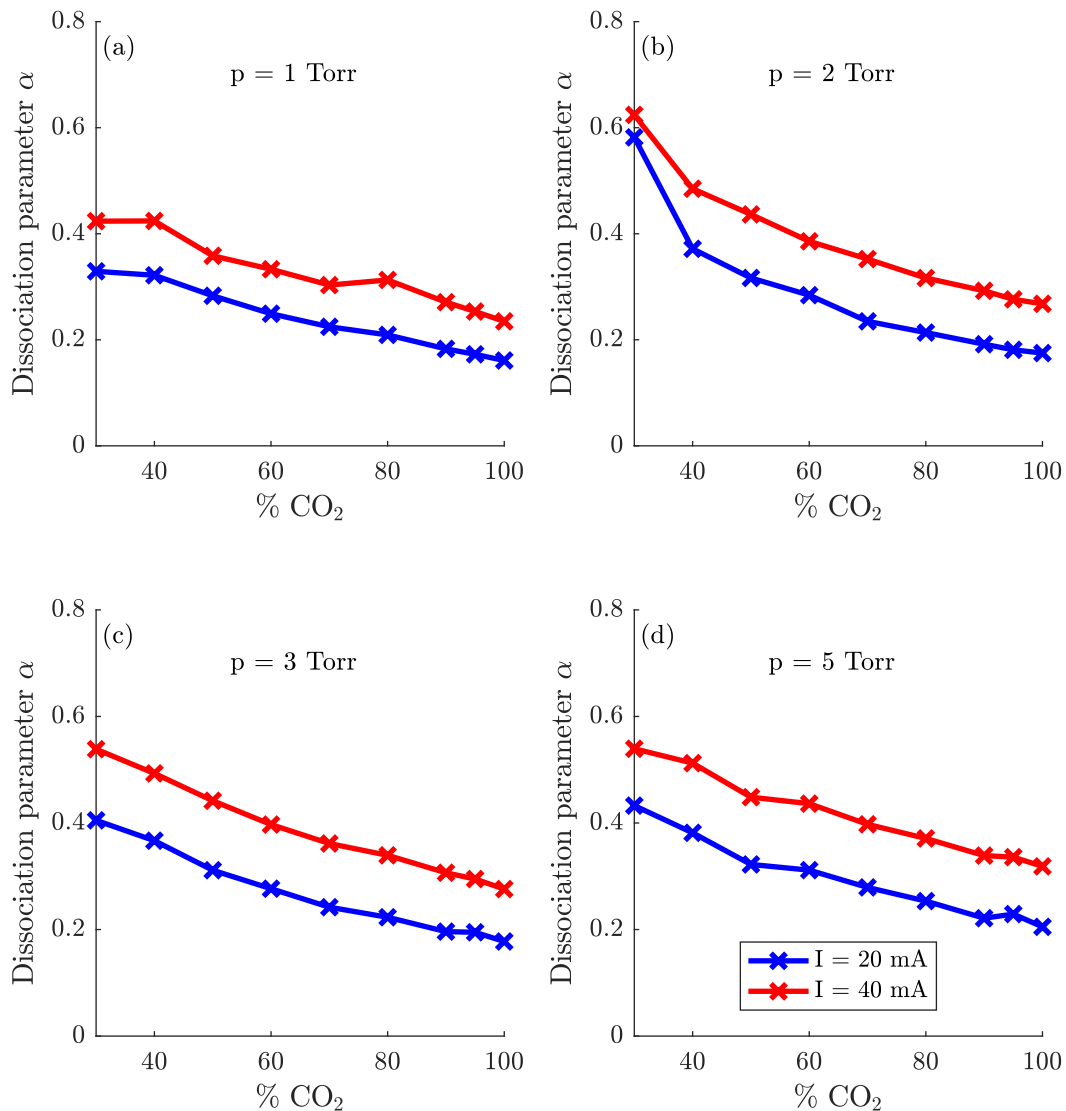 (a)
p = 1 Torr
Dissociation parameter α
0.8
0.6
0.4
0.2
0
40
60
80
100
% CO₂
(b)
p = 2 Torr
Dissociation parameter α
0.8
0.6
0.4
0.2
0
40
60
80
100
% CO₂
(c)
p = 3 Torr
Dissociation parameter α
0.8
0.6
0.4
0.2
0
40
60
80
100
% CO₂
(d)
p = 5 Torr
Dissociation parameter α
0.8
0.6
0.4
0.2
0
I = 20 mA
I = 40 mA
40
60
80
100
% CO₂